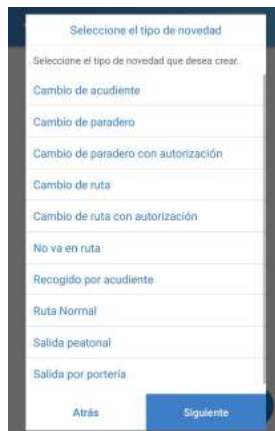 Seleccione el tipo de novedad
Seleccione el tipo de novedad que desea crear.
Cambio de acudiente
Cambio de paradero
Cambio de paradero con autorización
Cambio de ruta
Cambio de ruta con autorización
No va en ruta
Recogido por acudiente
Ruta Normal
Salida peatonal
Salida por portería
Atrás
Siguiente